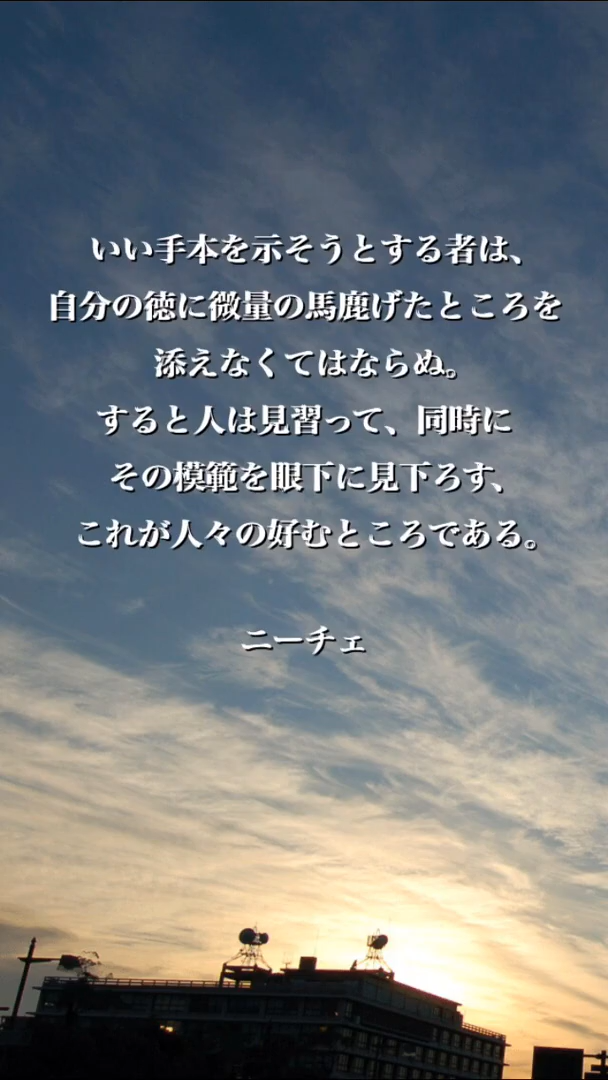 いい手本を示そうとする者は、
自分の徳に微量の馬鹿げたところを
添えなくてはならぬ。
すると人は見習って、同時に
その模範を眼下に見下ろす、
これが人々の好むところである。
ニーチェ